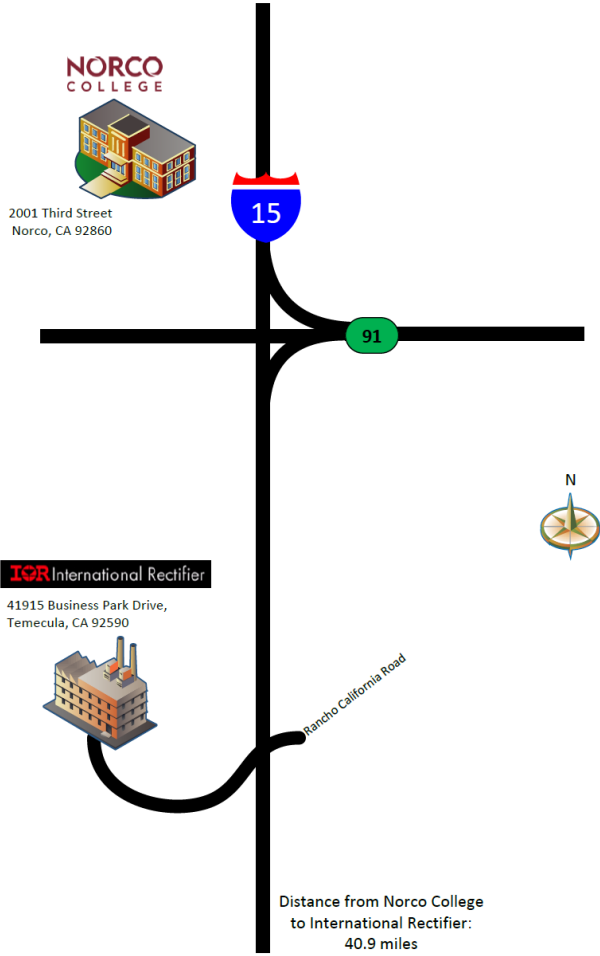 NORCO
COLLEGE
2001 Third Street
Norco, CA 92860
15
91
N
IOR International Rectifier
41915 Business Park Drive,
Temecula, CA 92590
Rancho California Road
Distance from Norco College
to International Rectifier:
40.9 miles